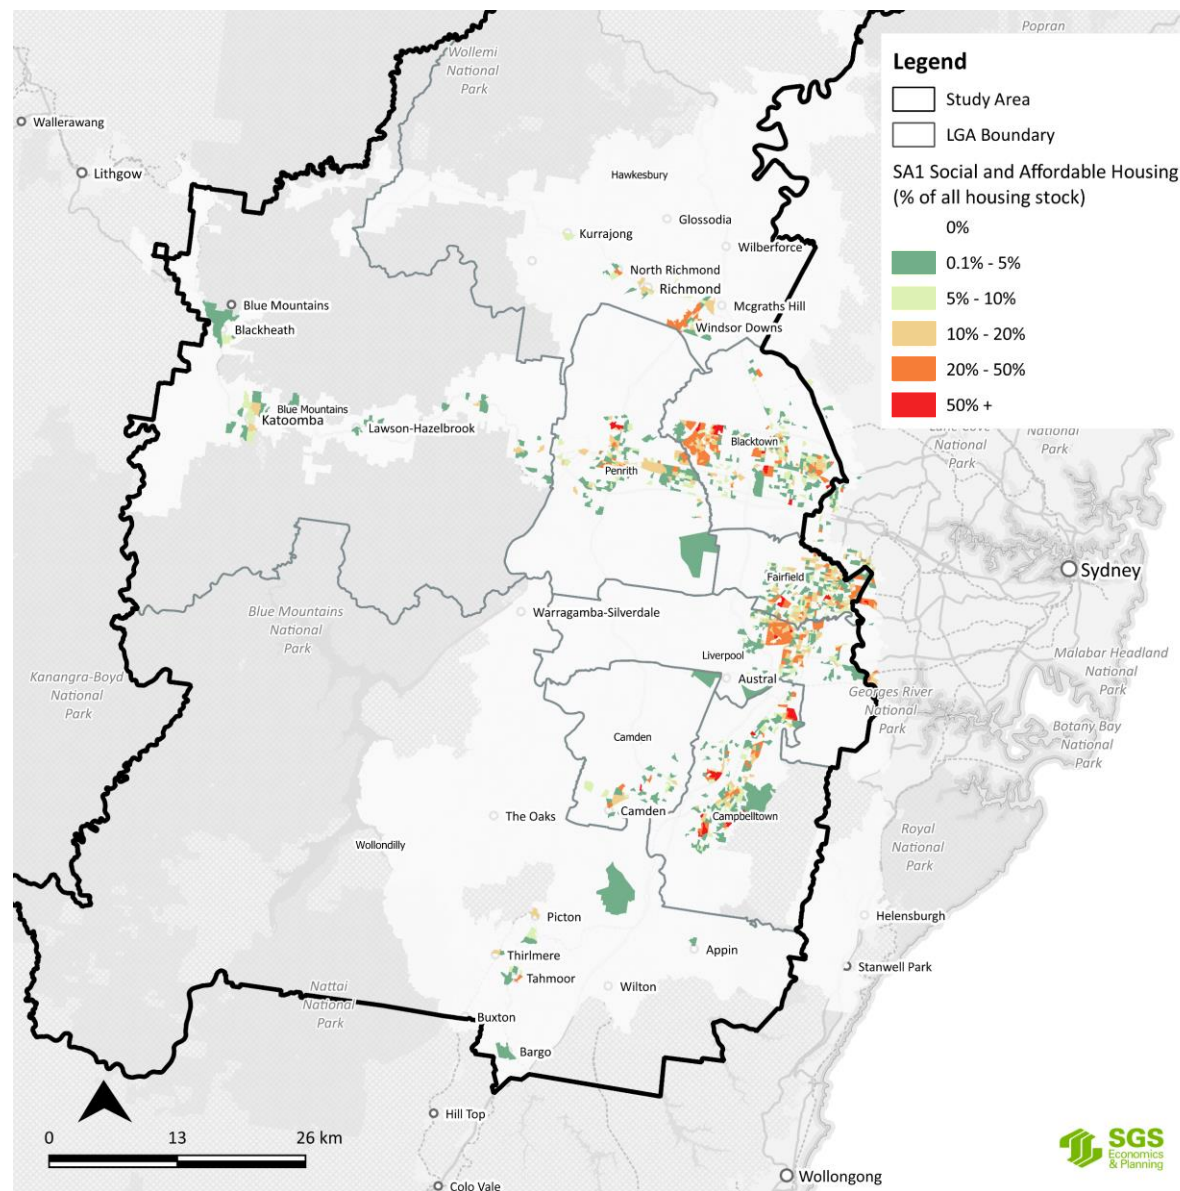 Popran
Wollemi
National
Park
Wallerawang
Lithgow
Legend
Study Area
LGA Boundary
SA1 Social and Affordable Housing
(% of all housing stock)
0%
0.1% - 5%
5% - 10%
10% - 20%
20% - 50%
50% +
Hawkesbury
Glossodia
Kurrajong
Wilberforce
North Richmond
Richmond
Blue Mountains
Mcgraths Hill
Blackheath
Windsor Downs
Blue Mountains
Katoomba
Lawson-Hazelbrook
Blacktown
National
Park
National
Park
Penrith
Sydney
Fairfield
Blue Mountains
National
Park
Warragamba-Silverdale
Liverpool
Austral
Malabar Headland
National
Park
Kanangra-Boyd
National
Park
Georges River
National
Park
Botany Bay
National
Park
Camden
The Oaks
Camden
Campbelltown
Wollondilly
Royal
National
Park
Picton
Helensburgh
Thirlmere
Appin
Stanwell Park
Tahmoor
Wilton
Nattai
National
Park
Buxton
Bargo
Hill Top
0 13 26 km
SGS
Economics
& Planning
Wollongong
Colo Vale